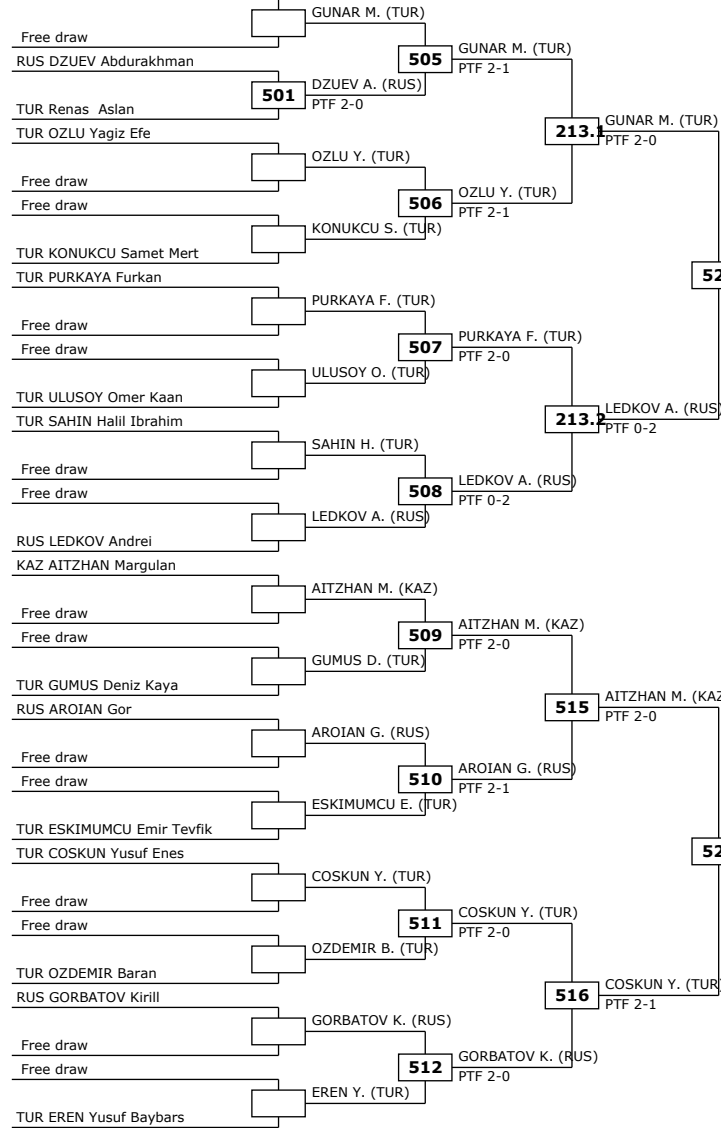 GUNAR M. (TUR)
Free draw
RUS DZUEV Abdurakhman
505
GUNAR M. (TUR)
PTF 2-1
501
DZUEV A. (RUS)
PTF 2-0
TUR Renas Aslan
TUR OZLU Yagiz Efe
213.1
GUNAR M. (TUR)
PTF 2-0
OZLU Y. (TUR)
Free draw
Free draw
506
OZLU Y. (TUR)
PTF 2-1
KONUKCU S. (TUR)
TUR KONUKCU Samet Mert
TUR PURKAYA Furkan
52
PURKAYA F. (TUR)
Free draw
Free draw
507
PURKAYA F. (TUR)
PTF 2-0
ULUSOY O. (TUR)
TUR ULUSOY Omer Kaan
TUR SAHIN Halil Ibrahim
213.2
LEDKOV A. (RUS)
PTF 0-2
SAHIN H. (TUR)
Free draw
Free draw
508
LEDKOV A. (RUS)
PTF 0-2
LEDKOV A. (RUS)
RUS LEDKOV Andrei
KAZ AITZHAN Margulan
AITZHAN M. (KAZ)
Free draw
Free draw
509
AITZHAN M. (KAZ)
PTF 2-0
GUMUS D. (TUR)
TUR GUMUS Deniz Kaya
RUS AROIAN Gor
515
AITZHAN M. (KAZ
PTF 2-0
AROIAN G. (RUS)
Free draw
Free draw
510
AROIAN G. (RUS)
PTF 2-1
ESKIMUMCU E. (TUR)
TUR ESKIMUMCU Emir Tevfik
TUR COSKUN Yusuf Enes
52
COSKUN Y. (TUR)
Free draw
Free draw
511
COSKUN Y. (TUR)
PTF 2-0
OZDEMIR B. (TUR)
TUR OZDEMIR Baran
RUS GORBATOV Kirill
516
COSKUN Y. (TUR)
PTF 2-1
GORBATOV K. (RUS)
Free draw
Free draw
512
GORBATOV K. (RUS)
PTF 2-0
EREN Y. (TUR)
TUR EREN Yusuf Baybars